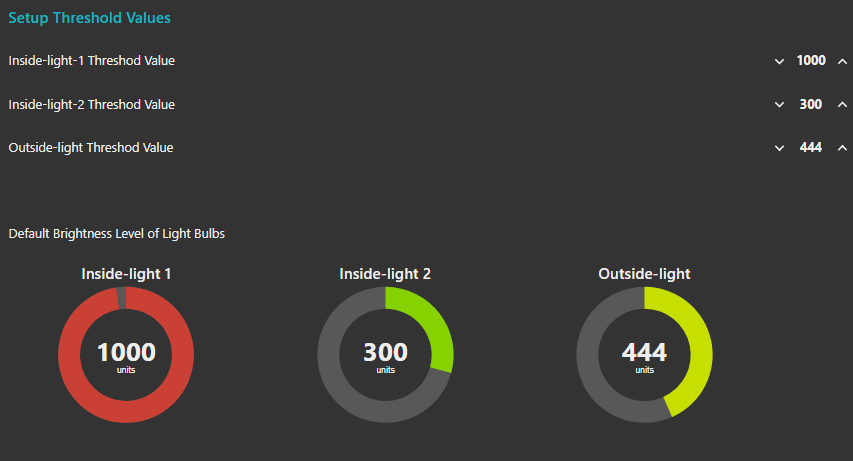 Setup Threshold Values
Inside-light-1 Threshod Value 1000
Inside-light-2 Threshod Value 300
Outside-light Threshod Value 444
Default Brightness Level of Light Bulbs
Inside-light 1 Inside-light 2 Outside-light
1000 300 444
units units units